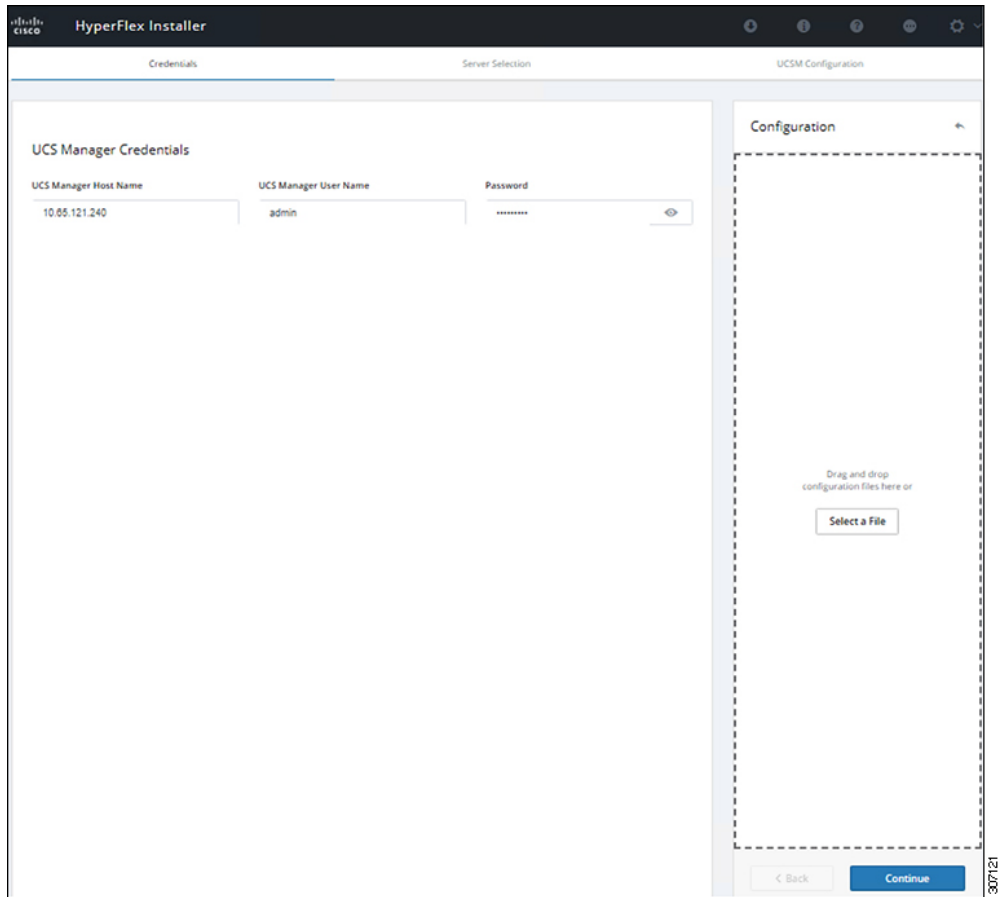 cisco HyperFlex Installer
Credentials Server Selection UCSM Configuration
UCS Manager Credentials
UCS Manager Host Name UCS Manager User Name Password
10.65.121.240 admin •••••••••
Configuration
Drag and drop
configuration files here or
Select a File
< Back Continue
307121